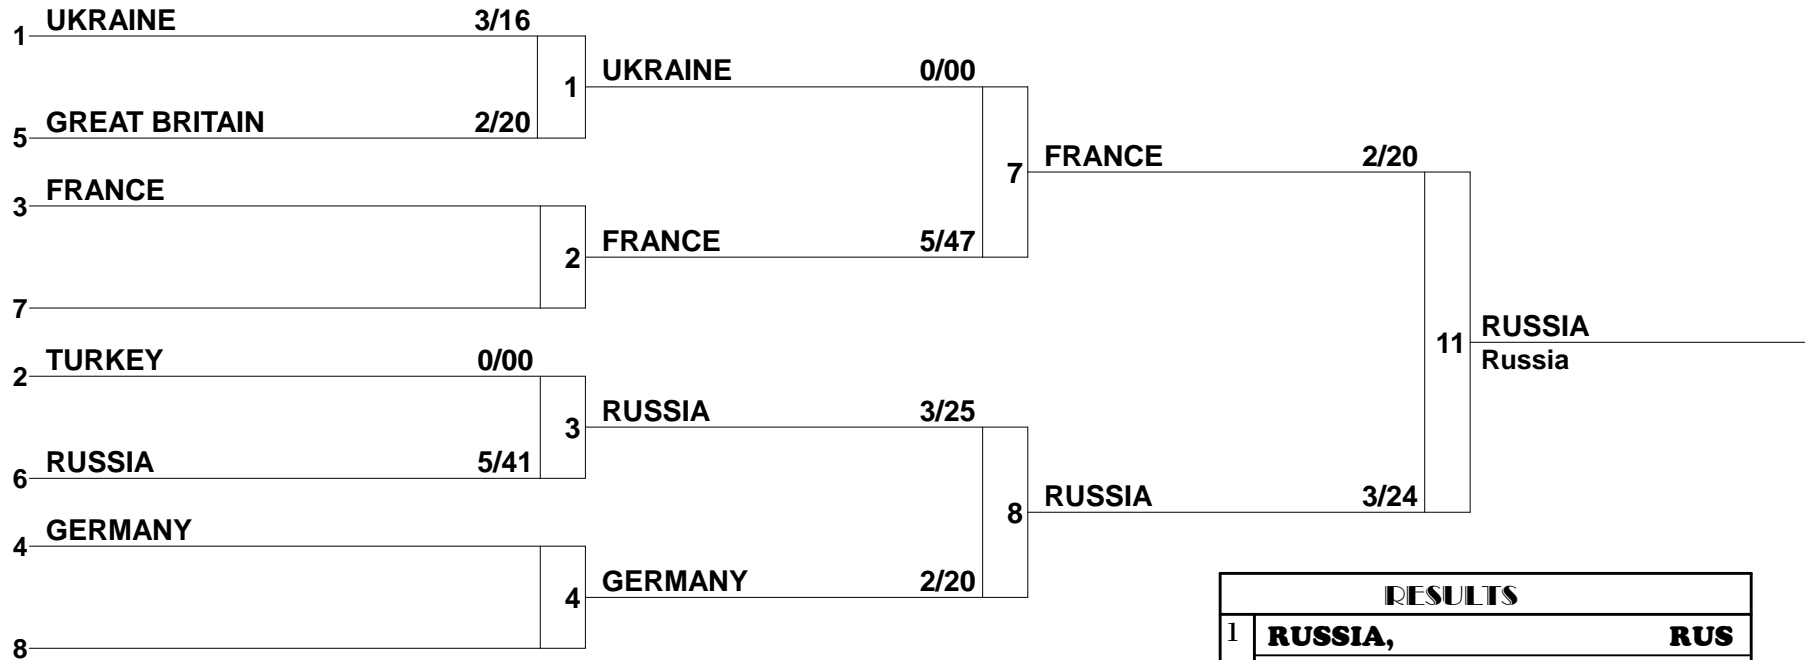 1 UKRAINE 3/16
5 GREAT BRITAIN 2/20
3 FRANCE
7
2 TURKEY 0/00
6 RUSSIA 5/41
4 GERMANY
8
1 UKRAINE 0/00
2 FRANCE 5/47
3 RUSSIA 3/25
4 GERMANY 2/20
7 FRANCE 2/20
8 RUSSIA 3/24
11 RUSSIA
Russia
RESULTS
1 RUSSIA, RUS